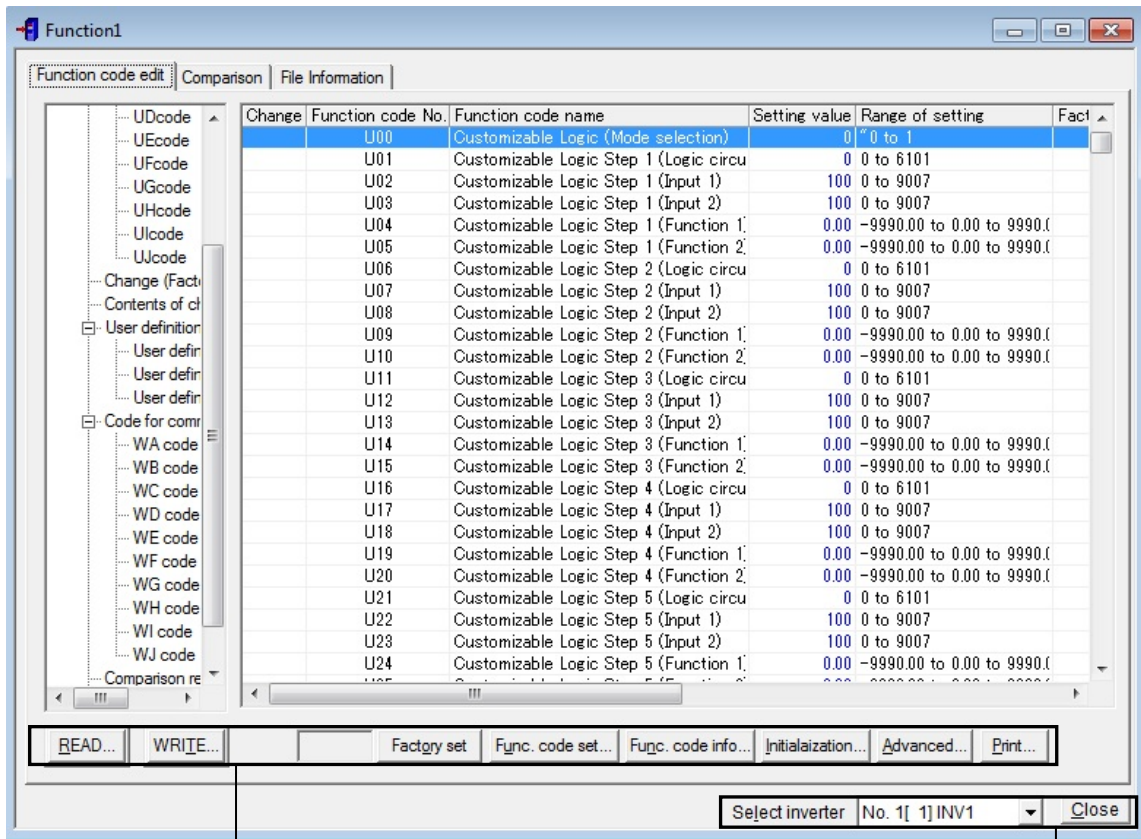 Function1
Function code edit Comparison File Information
UDcode
UEcode
UFcode
UGcode
UHcode
UIcode
UJcode
Change (Fact
Contents of ch
User definition
User defin
User defin
User defin
Code for comm
WA code
WB code
WC code
WD code
WE code
WF code
WG code
WH code
WI code
WJ code
Comparison re
Change Function code No. Function code name Setting value Range of setting Fact
U00 Customizable Logic (Mode selection) 0 ″0 to 1
U01 Customizable Logic Step 1 (Logic circu 0 0 to 6101
U02 Customizable Logic Step 1 (Input 1) 100 0 to 9007
U03 Customizable Logic Step 1 (Input 2) 100 0 to 9007
U04 Customizable Logic Step 1 (Function 1) 0.00 -9990.00 to 0.00 to 9990.0
U05 Customizable Logic Step 1 (Function 2) 0.00 -9990.00 to 0.00 to 9990.0
U06 Customizable Logic Step 2 (Logic circu 0 0 to 6101
U07 Customizable Logic Step 2 (Input 1) 100 0 to 9007
U08 Customizable Logic Step 2 (Input 2) 100 0 to 9007
U09 Customizable Logic Step 2 (Function 1) 0.00 -9990.00 to 0.00 to 9990.0
U10 Customizable Logic Step 2 (Function 2) 0.00 -9990.00 to 0.00 to 9990.0
U11 Customizable Logic Step 3 (Logic circu 0 0 to 6101
U12 Customizable Logic Step 3 (Input 1) 100 0 to 9007
U13 Customizable Logic Step 3 (Input 2) 100 0 to 9007
U14 Customizable Logic Step 3 (Function 1) 0.00 -9990.00 to 0.00 to 9990.0
U15 Customizable Logic Step 3 (Function 2) 0.00 -9990.00 to 0.00 to 9990.0
U16 Customizable Logic Step 4 (Logic circu 0 0 to 6101
U17 Customizable Logic Step 4 (Input 1) 100 0 to 9007
U18 Customizable Logic Step 4 (Input 2) 100 0 to 9007
U19 Customizable Logic Step 4 (Function 1) 0.00 -9990.00 to 0.00 to 9990.0
U20 Customizable Logic Step 4 (Function 2) 0.00 -9990.00 to 0.00 to 9990.0
U21 Customizable Logic Step 5 (Logic circu 0 0 to 6101
U22 Customizable Logic Step 5 (Input 1) 100 0 to 9007
U23 Customizable Logic Step 5 (Input 2) 100 0 to 9007
U24 Customizable Logic Step 5 (Function 1) 0.00 -9990.00 to 0.00 to 9990.0
READ... WRITE... Factory set Func. code set... Func. code info... Initialaization... Advanced... Print...
Select inverter No. 1[ 1] INV1 Close